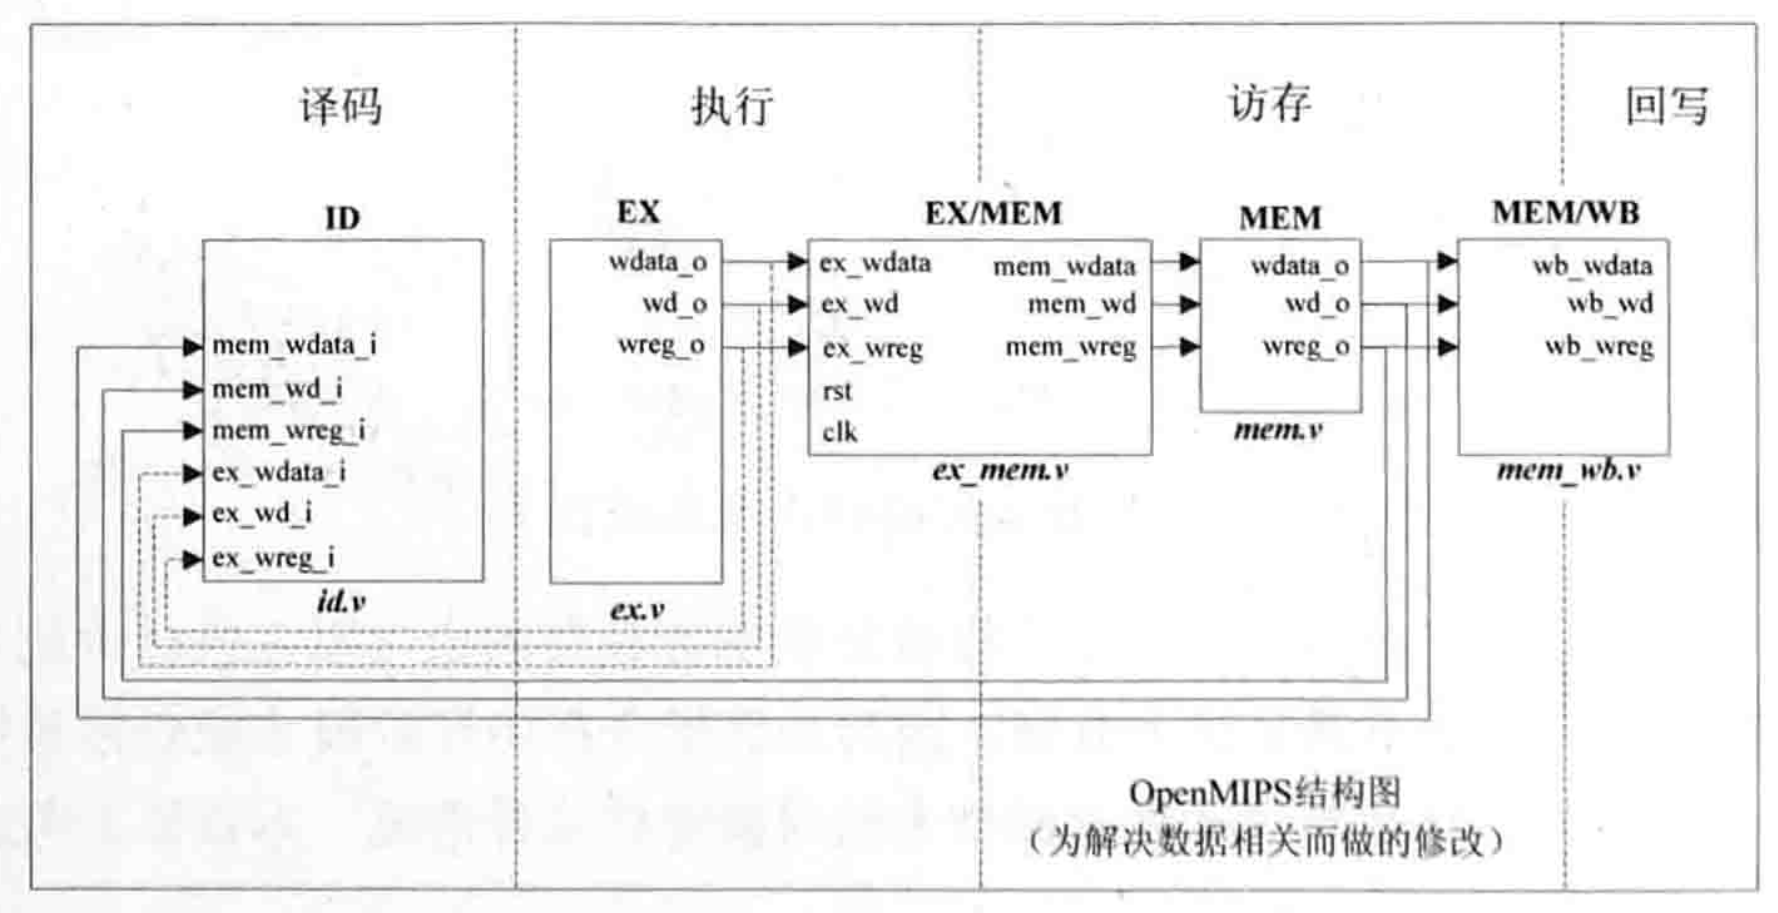 译码
执行
访存
回写
ID
mem_wdata_i
mem_wd_i
mem_wreg_i
ex_wdata_i
ex_wd_i
ex_wreg_i
id.v
EX
wdata_o
wd_o
wreg_o
ex.v
EX/MEM
ex_wdata mem_wdata
ex_wd mem_wd
ex_wreg mem_wreg
rst
clk
ex_mem.v
MEM
wdata_o
wd_o
wreg_o
mem.v
MEM/WB
wb_wdata
wb_wd
wb_wreg
mem_wb.v
OpenMIPS结构图
（为解决数据相关而做的修改）